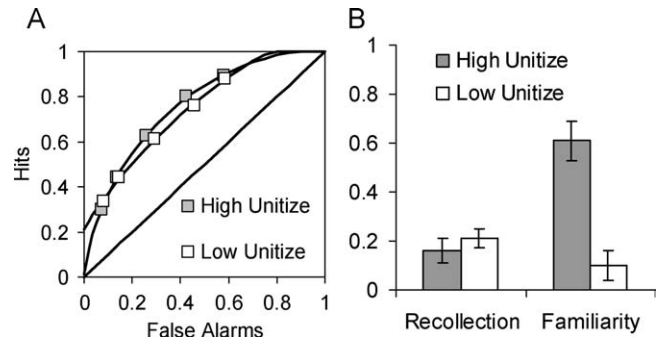 A
1
0.8
0.6
0.4
0.2
0
Hits
High Unitize
Low Unitize
0 0.2 0.4 0.6 0.8 1
False Alarms
B
1
0.8
0.6
0.4
0.2
0
High Unitize
Low Unitize
Recollection Familiarity